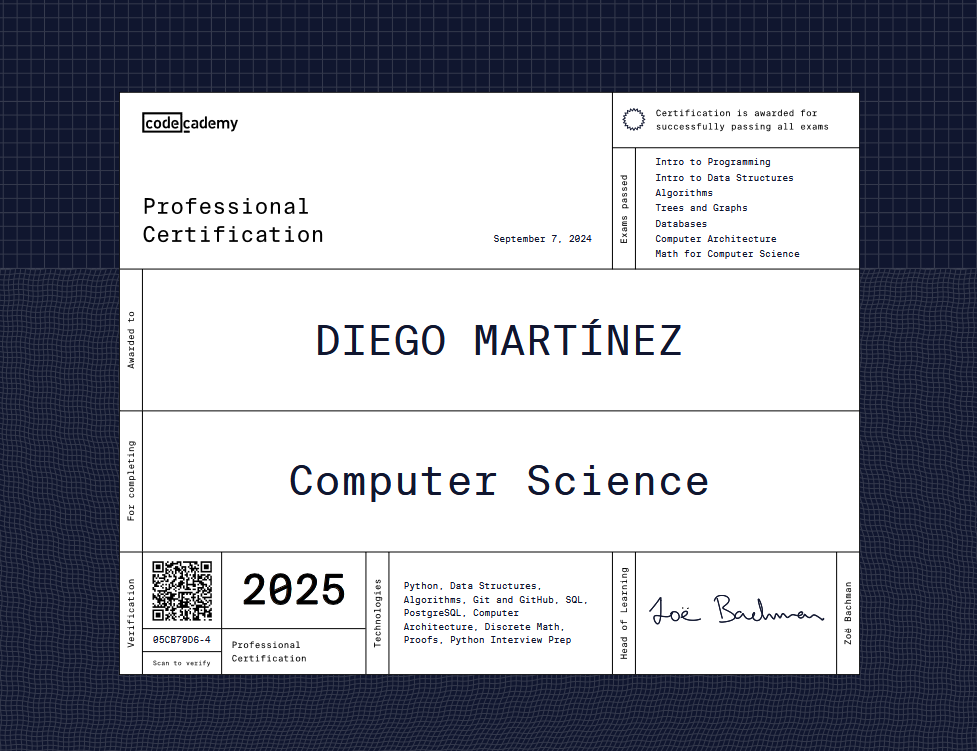 codecademy
Certification is awarded for
successfully passing all exams
Professional
Certification
September 7, 2024
Exams passed
Intro to Programming
Intro to Data Structures
Algorithms
Trees and Graphs
Databases
Computer Architecture
Math for Computer Science
Awarded to
DIEGO MARTÍNEZ
For completing
Computer Science
Verification
05CB79D6-4
Scan to verify
2025
Professional
Certification
Technologies
Python, Data Structures,
Algorithms, Git and GitHub, SQL,
PostgreSQL, Computer
Architecture, Discrete Math,
Proofs, Python Interview Prep
Head of Learning
Zoë Bachman
Zoë Bachman